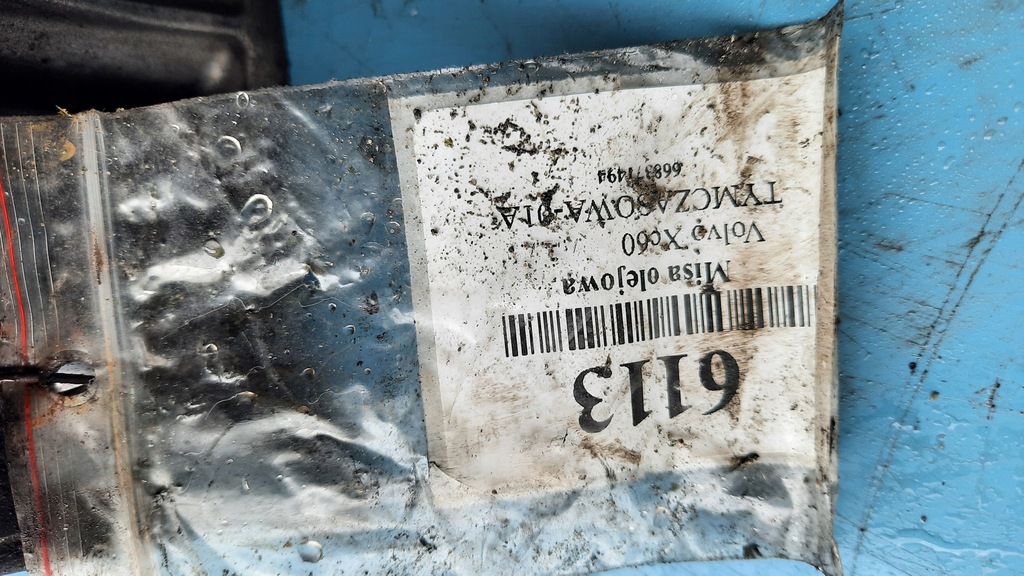 6113
Misa olejowa
Volvo Xc60
TYMCZASOWA-01A